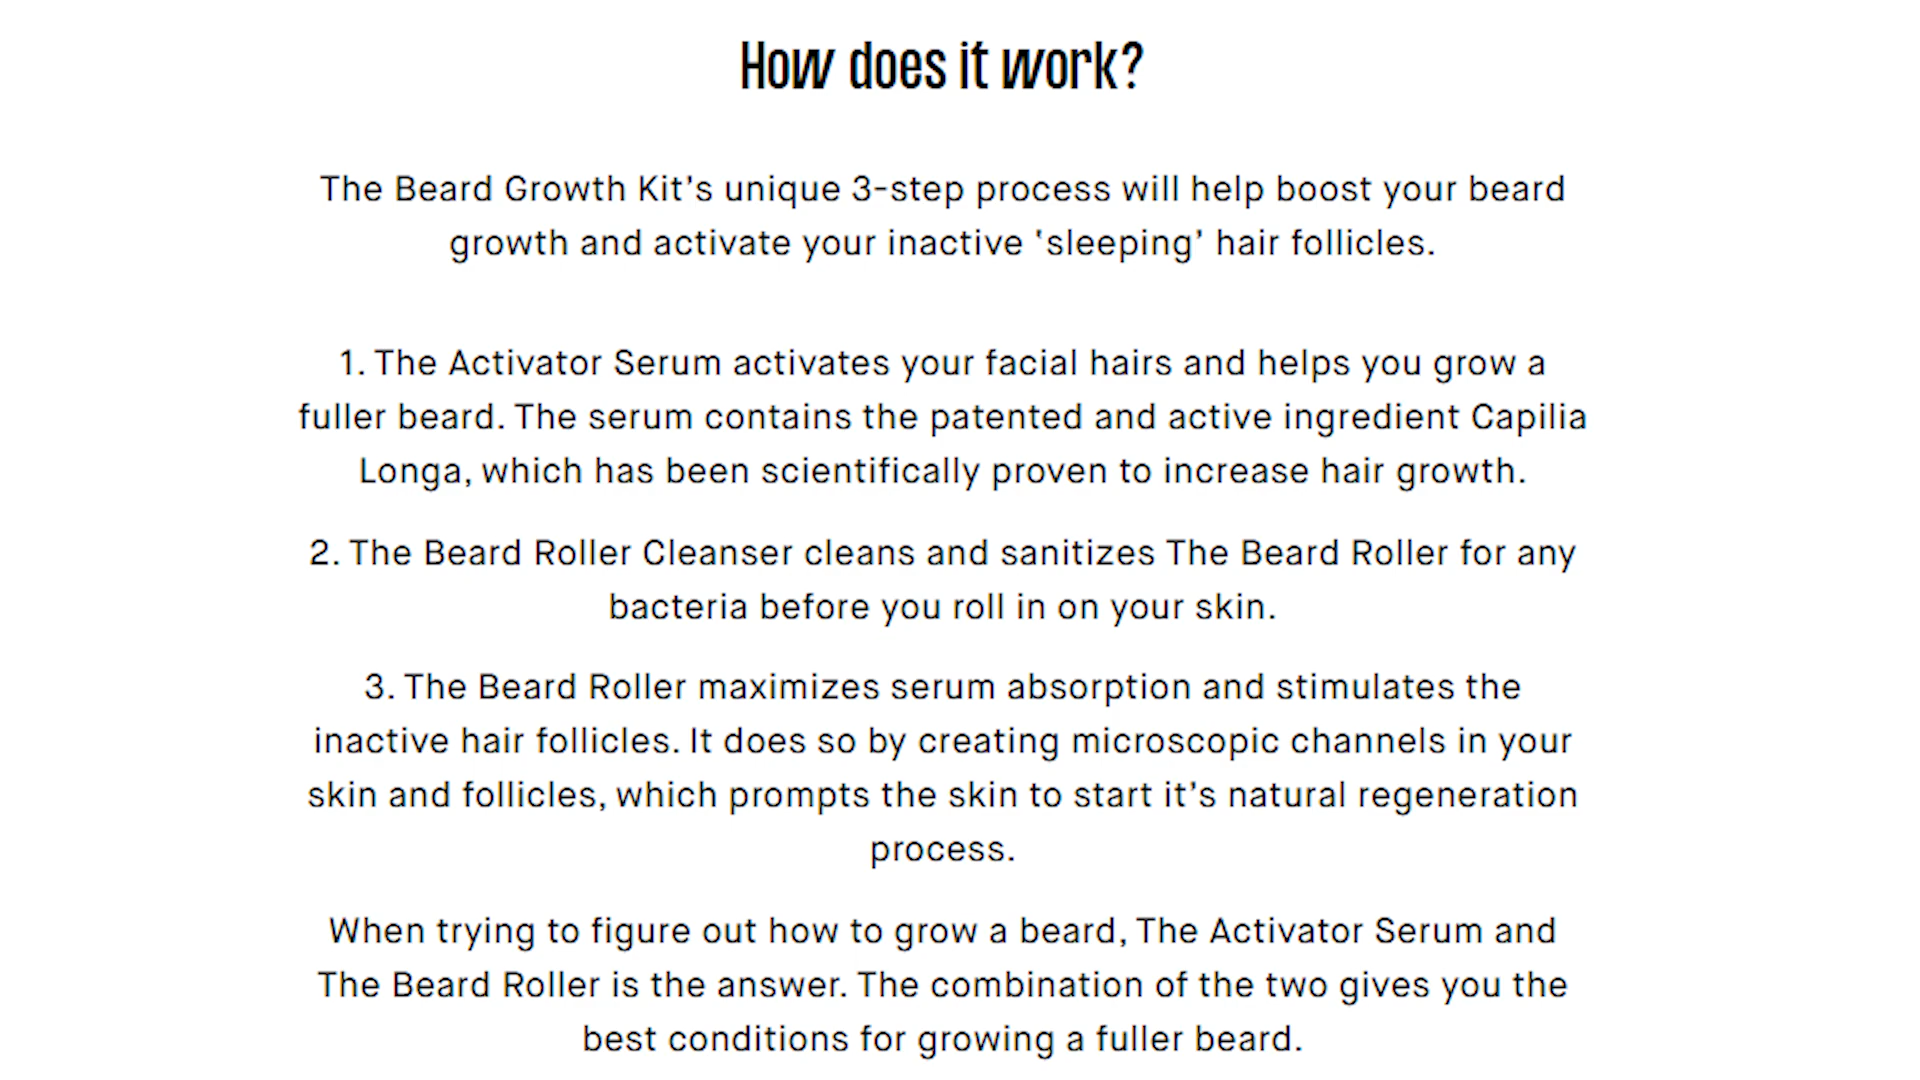 How does it work?
The Beard Growth Kit’s unique 3-step process will help boost your beard
growth and activate your inactive ‘sleeping’ hair follicles.
1. The Activator Serum activates your facial hairs and helps you grow a
fuller beard. The serum contains the patented and active ingredient Capilia
Longa, which has been scientifically proven to increase hair growth.
2. The Beard Roller Cleanser cleans and sanitizes The Beard Roller for any
bacteria before you roll in on your skin.
3. The Beard Roller maximizes serum absorption and stimulates the
inactive hair follicles. It does so by creating microscopic channels in your
skin and follicles, which prompts the skin to start it’s natural regeneration
process.
When trying to figure out how to grow a beard, The Activator Serum and
The Beard Roller is the answer. The combination of the two gives you the
best conditions for growing a fuller beard.